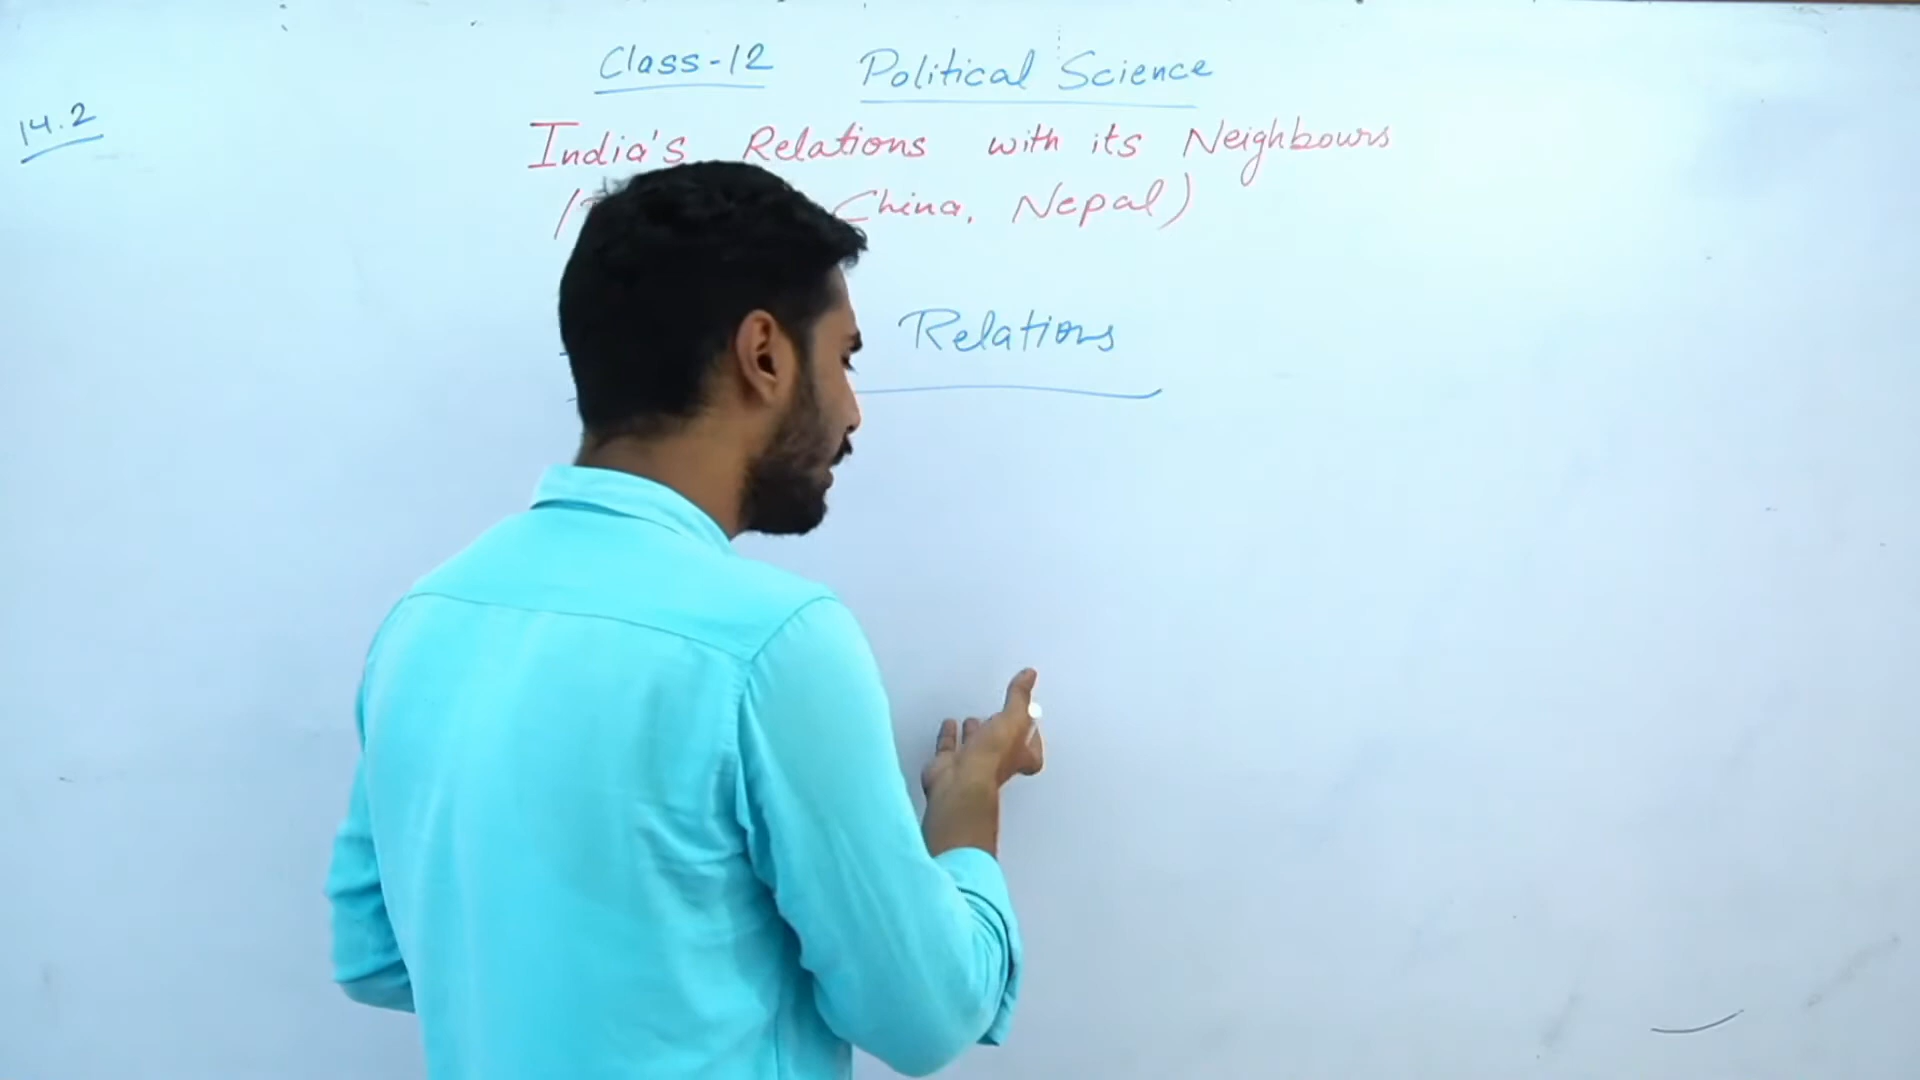 Class-12 Political Science
14.2
India's Relations with its Neighbours
China, Nepal)
Relations